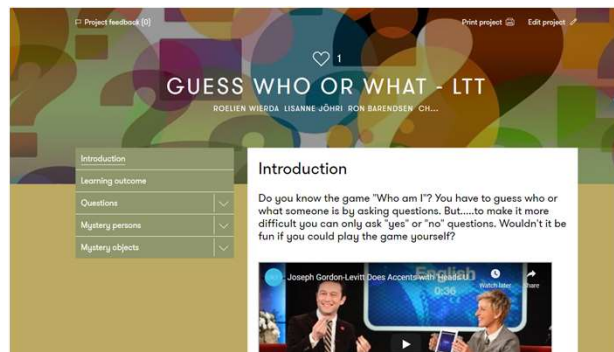 Project feedback (0)
Print project
Edit project
1
GUESS WHO OR WHAT - LTT
ROELIEN WIERDA LISANNE JÖHRI RON BARENDSEN CH...
Introduction
Learning outcome
Questions
Mystery persons
Mystery objects
Introduction
Do you know the game "Who am I"? You have to guess who or
what someone is by asking questions. But.....to make it more
difficult you can only ask "yes" or "no" questions. Wouldn't it be
fun if you could play the game yourself?
Joseph Gordon-Levitt Does Accents with 'Heads U
English
0:36
Watch later
Share